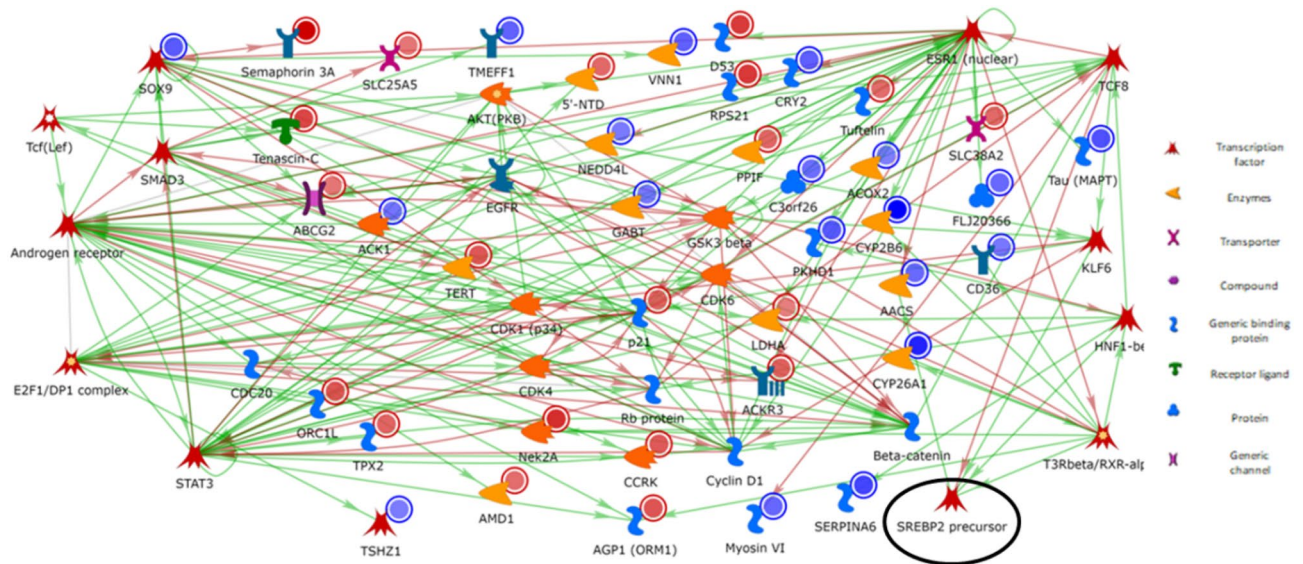 SOX9
Semaphorin 3A
SLC25A5
TMEFF1
VNN1
D53
CRY2
ESR1 (nuclear)
TCF8
5'-NTD
RPS21
AKT(PKB)
Tuftelin
Tcf(Lef)
Tenascin-C
SMAD3
NEDD4L
PPIF
SLC38A2
Tau (MAPT)
Transcription
factor
EGFR
C3orf26
ACOX2
FLJ20366
Enzymes
ABCG2
ACK1
GABT
GSK3 beta
CYP2B6
Androgen receptor
PKHD1
KLF6
Transporter
TERT
CDK6
CD36
Compound
CDK1 (p34)
p21
LDHA
AACS
HNF1-be
Generic binding
protein
E2F1/DP1 complex
CDC20
CDK4
CYP26A1
Receptor ligand
ORC1L
Rb protein
ACKR3
Protein
TPX2
Nek2A
Beta-catenin
T3Rbeta/RXR-alp
STAT3
CCRK
Cyclin D1
Generic
channel
AMD1
SERPINA6
SREBP2 precursor
TSHZ1
AGP1 (ORM1)
Myosin VI